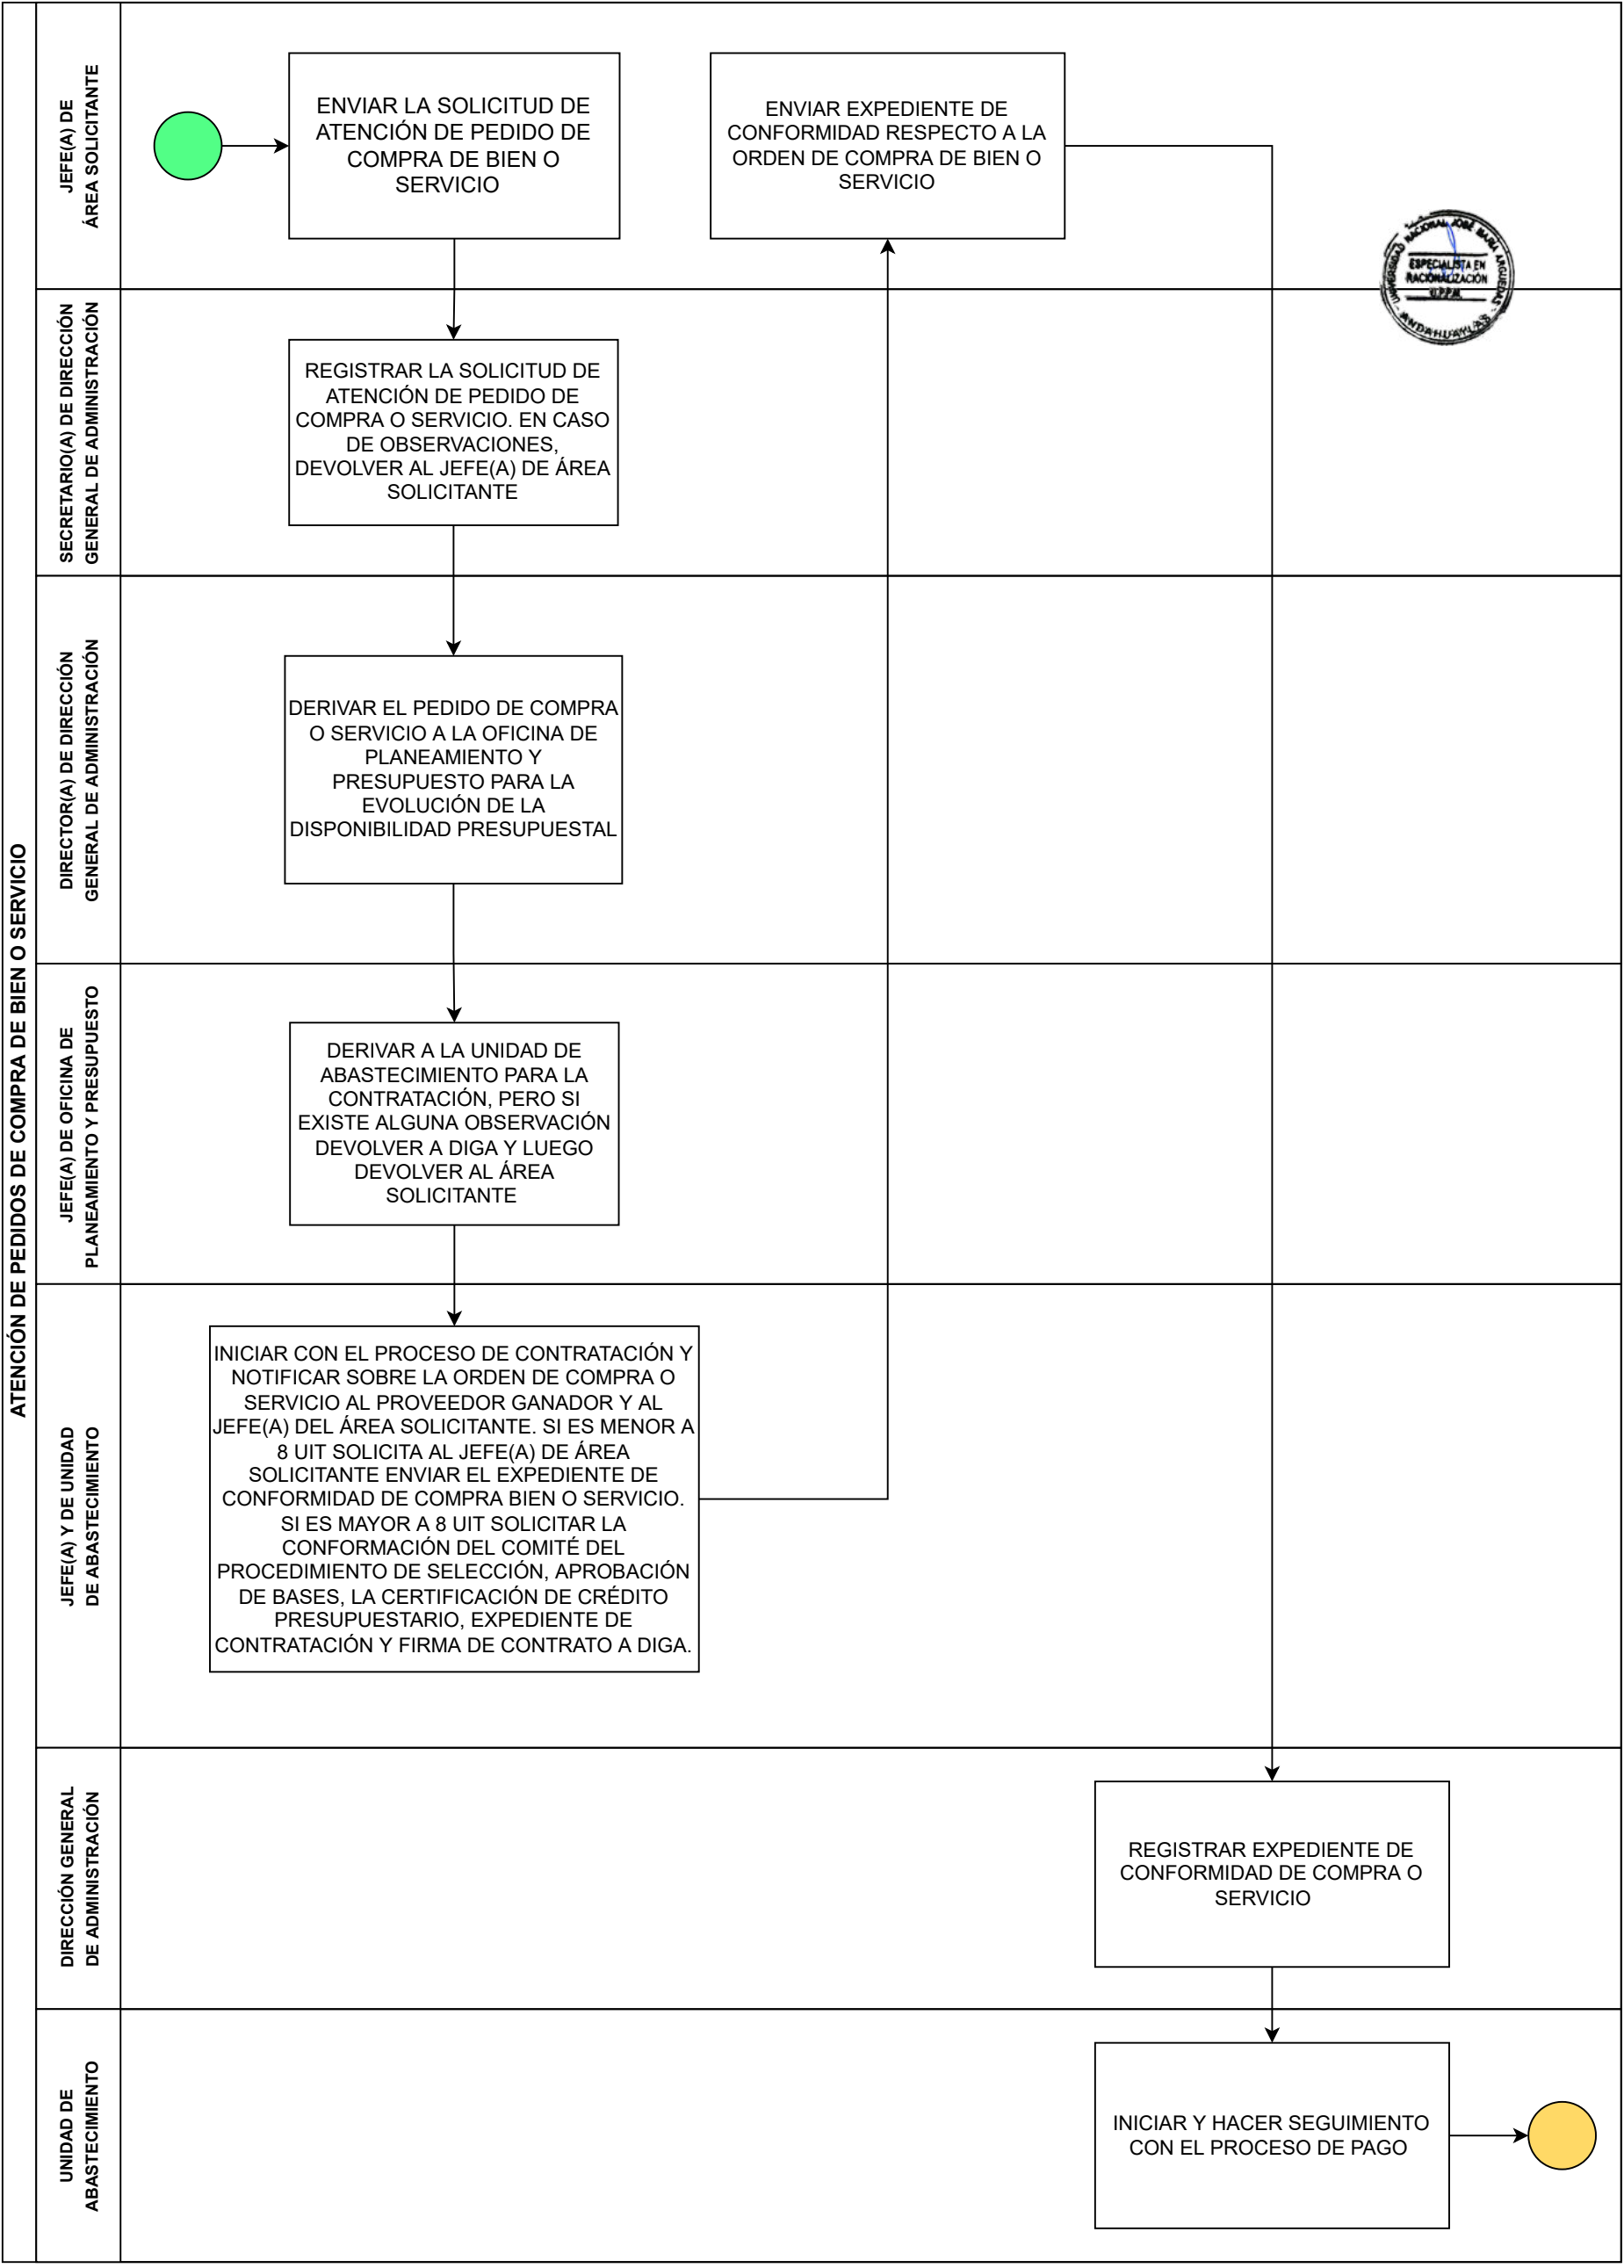 ATENCIÓN DE PEDIDOS DE COMPRA DE BIEN O SERVICIO
JEFE(A) DE
ÁREA SOLICITANTE
ENVIAR LA SOLICITUD DE
ATENCIÓN DE PEDIDO DE
COMPRA DE BIEN O
SERVICIO
ENVIAR EXPEDIENTE DE
CONFORMIDAD RESPECTO A LA
ORDEN DE COMPRA DE BIEN O
SERVICIO
UNIVERSIDAD NACIONAL JOSÉ MARÍA ARGUEDAS
ESPECIALISTA EN
RACIONALIZACIÓN
- ANDAHUAYLAS -
SECRETARIO(A) DE DIRECCIÓN
GENERAL DE ADMINISTRACIÓN
REGISTRAR LA SOLICITUD DE
ATENCIÓN DE PEDIDO DE
COMPRA O SERVICIO. EN CASO
DE OBSERVACIONES,
DEVOLVER AL JEFE(A) DE ÁREA
SOLICITANTE
DIRECTOR(A) DE DIRECCIÓN
GENERAL DE ADMINISTRACIÓN
DERIVAR EL PEDIDO DE COMPRA
O SERVICIO A LA OFICINA DE
PLANEAMIENTO Y
PRESUPUESTO PARA LA
EVOLUCIÓN DE LA
DISPONIBILIDAD PRESUPUESTAL
JEFE(A) DE OFICINA DE
PLANEAMIENTO Y PRESUPUESTO
DERIVAR A LA UNIDAD DE
ABASTECIMIENTO PARA LA
CONTRATACIÓN, PERO SI
EXISTE ALGUNA OBSERVACIÓN
DEVOLVER A DIGA Y LUEGO
DEVOLVER AL ÁREA
SOLICITANTE
JEFE(A) Y DE UNIDAD
DE ABASTECIMIENTO
INICIAR CON EL PROCESO DE CONTRATACIÓN Y
NOTIFICAR SOBRE LA ORDEN DE COMPRA O
SERVICIO AL PROVEEDOR GANADOR Y AL
JEFE(A) DEL ÁREA SOLICITANTE. SI ES MENOR A
8 UIT SOLICITA AL JEFE(A) DE ÁREA
SOLICITANTE ENVIAR EL EXPEDIENTE DE
CONFORMIDAD DE COMPRA BIEN O SERVICIO.
SI ES MAYOR A 8 UIT SOLICITAR LA
CONFORMACIÓN DEL COMITÉ DEL
PROCEDIMIENTO DE SELECCIÓN, APROBACIÓN
DE BASES, LA CERTIFICACIÓN DE CRÉDITO
PRESUPUESTARIO, EXPEDIENTE DE
CONTRATACIÓN Y FIRMA DE CONTRATO A DIGA.
DIRECCIÓN GENERAL
DE ADMINISTRACIÓN
REGISTRAR EXPEDIENTE DE
CONFORMIDAD DE COMPRA O
SERVICIO
UNIDAD DE
ABASTECIMIENTO
INICIAR Y HACER SEGUIMIENTO
CON EL PROCESO DE PAGO